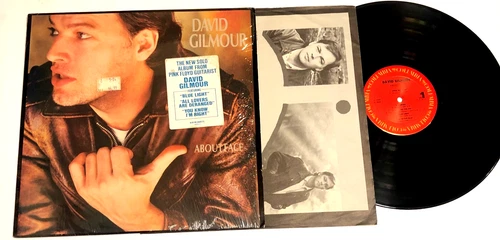 DAVID
GILMOUR
THE NEW SOLO
ALBUM FROM
PINK FLOYD GUITARIST
DAVID
GILMOUR
"BLUE LIGHT"
"ALL LOVERS
ARE DERANGED"
"YOU KNOW
I'M RIGHT"
ABOUT FACE